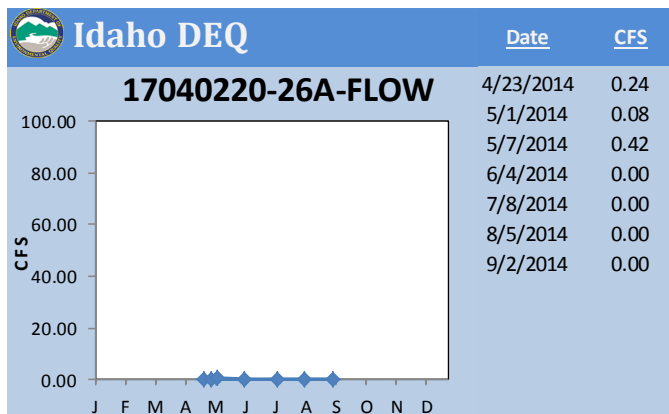 Idaho DEQ
Date CFS
17040220-26A-FLOW
4/23/2014 0.24
5/1/2014 0.08
5/7/2014 0.42
6/4/2014 0.00
7/8/2014 0.00
8/5/2014 0.00
9/2/2014 0.00
100.00
80.00
60.00
40.00
20.00
0.00
CFS
J F M A M J J A S O N D